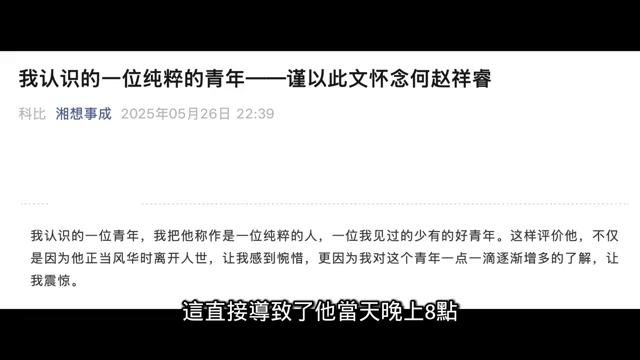 我认识的一位纯粹的青年——谨以此文怀念何赵祥睿
科比 湘想事成 2025年05月26日 22:39
我认识的一位青年，我把他称作是一位纯粹的人，一位我见过的少有的好青年。这样评价他，不仅
是因为他正当风华时离开人世，让我感到惋惜，更因为我对这个青年一点一滴逐渐增多的了解，让
我震惊。
這直接導致了他當天晚上8點